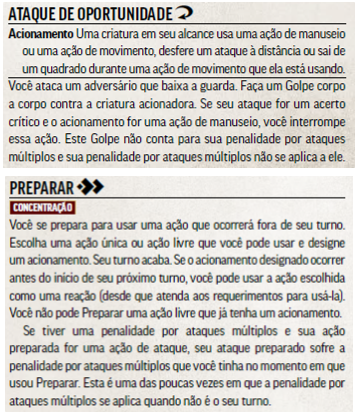 ATAQUE DE OPORTUNIDADE
Acionamento Uma criatura em seu alcance usa uma ação de manuseio
ou uma ação de movimento, desfere um ataque à distância ou sai de
um quadrado durante uma ação de movimento que ela está usando.
Você ataca um adversário que baixa a guarda. Faça um Golpe corpo
a corpo contra a criatura acionadora. Se seu ataque for um acerto
crítico e o acionamento for uma ação de manuseio, você interrompe
essa ação. Este Golpe não conta para sua penalidade por ataques
múltiplos e sua penalidade por ataques múltiplos não se aplica a ele.
PREPARAR
CONCENTRAÇÃO
Você se prepara para usar uma ação que ocorrerá fora de seu turno.
Escolha uma ação única ou ação livre que você pode usar e designe
um acionamento. Seu turno acaba. Se o acionamento designado ocorrer
antes do início de seu próximo turno, você pode usar a ação escolhida
como uma reação (desde que atenda aos requerimentos para usá-la).
Você não pode Preparar uma ação livre que já tenha um acionamento.
Se tiver uma penalidade por ataques múltiplos e sua ação
preparada for uma ação de ataque, seu ataque preparado sofre a
penalidade por ataques múltiplos que você tinha no momento em que
usou Preparar. Esta é uma das poucas vezes em que a penalidade por
ataques múltiplos se aplica quando não é o seu turno.